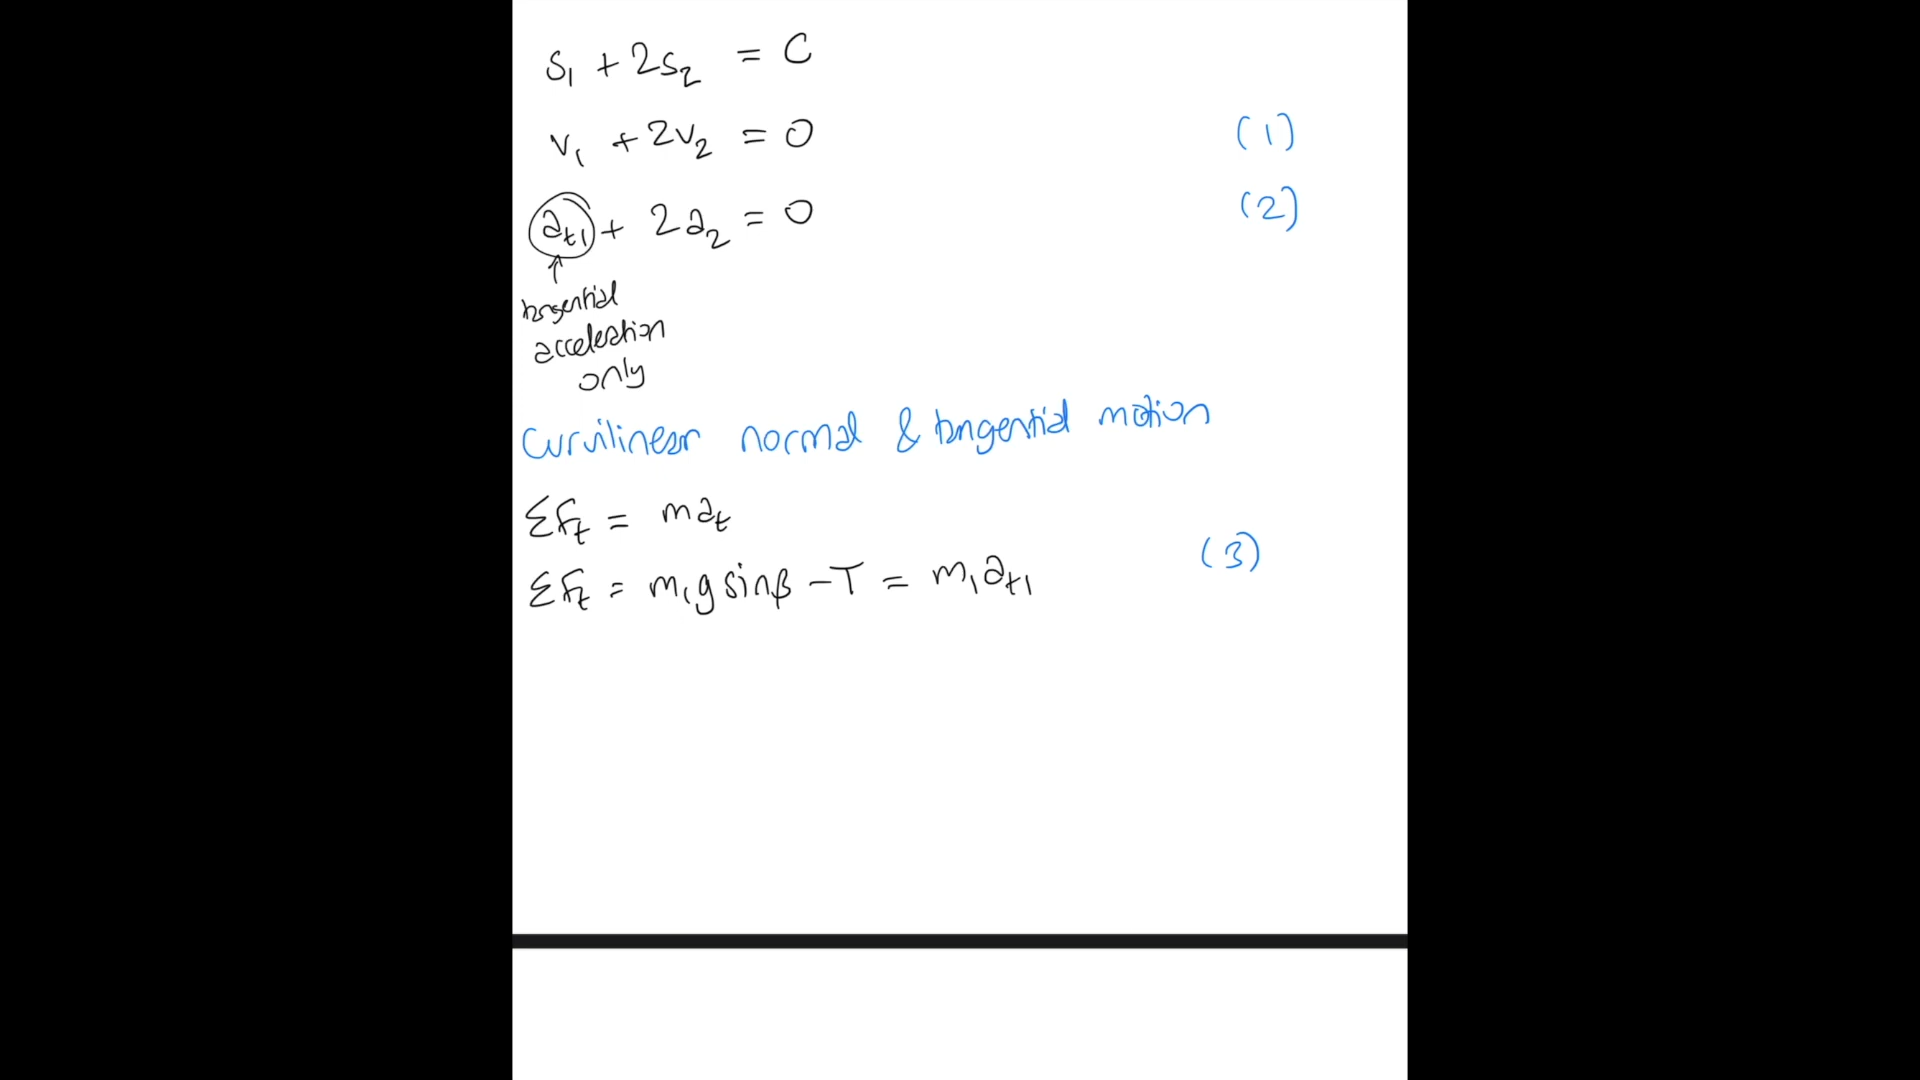 s₁ + 2s₂ = C
v₁ + 2v₂ = 0 (1)
a_t1 + 2a₂ = 0 (2)
↑
tangential
acceleration
only
Curvilinear normal & tangential motion
ΣF_t = ma_t
ΣF_t = m₁g sinβ - T = m₁a_t1 (3)